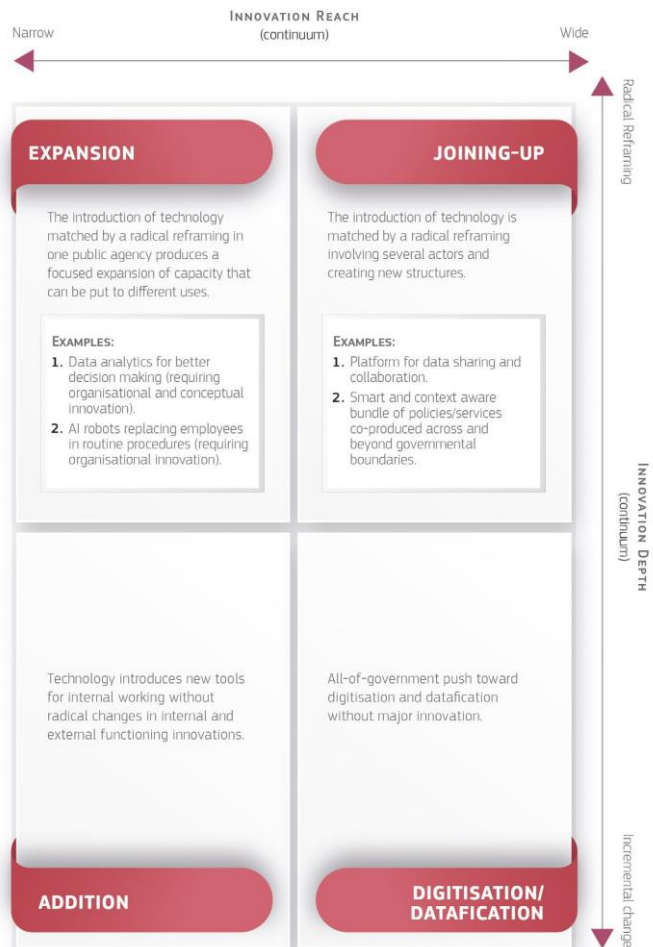 INNOVATION REACH
(continuum)
Narrow
Wide
Radical Reframing
EXPANSION
The introduction of technology
matched by a radical reframing in
one public agency produces a
focused expansion of capacity that
can be put to different uses.
EXAMPLES:
1. Data analytics for better
decision making (requiring
organisational and conceptual
innovation).
2. AI robots replacing employees
in routine procedures (requiring
organisational innovation).
JOINING-UP
The introduction of technology is
matched by a radical reframing
involving several actors and
creating new structures.
EXAMPLES:
1. Platform for data sharing and
collaboration.
2. Smart and context aware
bundle of policies/services
co-produced across and
beyond governmental
boundaries.
INNOVATION DEPTH
(continuum)
Technology introduces new tools
for internal working without
radical changes in internal and
external functioning innovations.
ADDITION
All-of-government push toward
digitisation and datafication
without major innovation.
DIGITISATION/
DATAFICATION
Incremental change